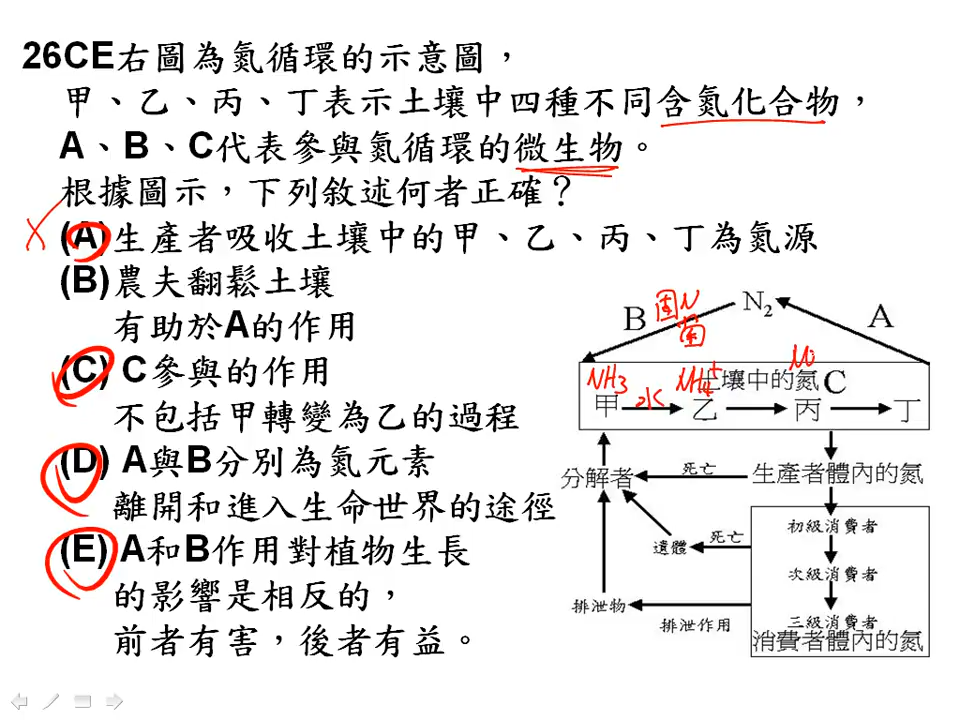 26CE右圖為氮循環的示意圖，
甲、乙、丙、丁表示土壤中四種不同含氮化合物，
A、B、C代表參與氮循環的微生物。
根據圖示，下列敘述何者正確？
(A)生產者吸收土壤中的甲、乙、丙、丁為氮源
(B)農夫翻鬆土壤
有助於A的作用
(C) C參與的作用
不包括甲轉變為乙的過程
(D) A與B分別為氮元素
離開和進入生命世界的途徑
(E) A和B作用對植物生長
的影響是相反的，
前者有害，後者有益。
B 固N N₂ A
菌
NH₃ NH₄⁺ 土壤中的氮 C
甲 水 乙 丙 丁
分解者 死亡 生產者體內的氮
初級消費者
遺體 死亡
次級消費者
排泄物 排泄作用 三級消費者
消費者體內的氮